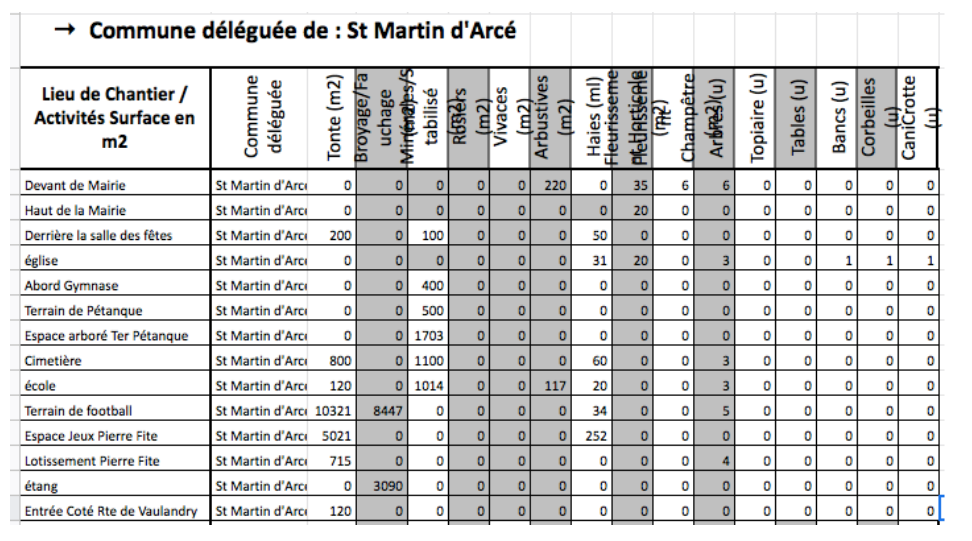 → Commune déléguée de : St Martin d'Arcé
Lieu de Chantier / Activités Surface en m2 Commune déléguée Tonte (m2) Broyage/Fauchage (m2) Minérales/Stabilisé Rosiers (m2) Vivaces (m2) Arbustives (m2) Haies (ml) Fleurisseme Fleurisseme Champêtre Arbres (u) Topiaire (u) Tables (u) Bancs (u) Corbeilles (u) CaniCrotte (u)
Devant de Mairie St Martin d'Arc 0 0 0 0 0 220 0 35 6 6 0 0 0 0 0
Haut de la Mairie St Martin d'Arc 0 0 0 0 0 0 0 20 0 0 0 0 0 0 0
Derrière la salle des fêtes St Martin d'Arc 200 0 100 0 0 0 50 0 0 0 0 0 0 0 0
église St Martin d'Arc 0 0 0 0 0 0 31 20 0 3 0 0 1 1 1
Abord Gymnase St Martin d'Arc 0 0 400 0 0 0 0 0 0 0 0 0 0 0 0
Terrain de Pétanque St Martin d'Arc 0 0 500 0 0 0 0 0 0 0 0 0 0 0 0
Espace arboré Ter Pétanque St Martin d'Arc 0 0 1703 0 0 0 0 0 0 0 0 0 0 0 0
Cimetière St Martin d'Arc 800 0 1100 0 0 0 60 0 0 3 0 0 0 0 0
école St Martin d'Arc 120 0 1014 0 0 117 20 0 0 3 0 0 0 0 0
Terrain de football St Martin d'Arc 10321 8447 0 0 0 0 34 0 0 5 0 0 0 0 0
Espace Jeux Pierre Fite St Martin d'Arc 5021 0 0 0 0 0 252 0 0 0 0 0 0 0 0
Lotissement Pierre Fite St Martin d'Arc 715 0 0 0 0 0 0 0 0 4 0 0 0 0 0
étang St Martin d'Arc 0 3090 0 0 0 0 0 0 0 0 0 0 0 0 0
Entrée Coté Rte de Vaulandry St Martin d'Arc 120 0 0 0 0 0 0 0 0 0 0 0 0 0 0